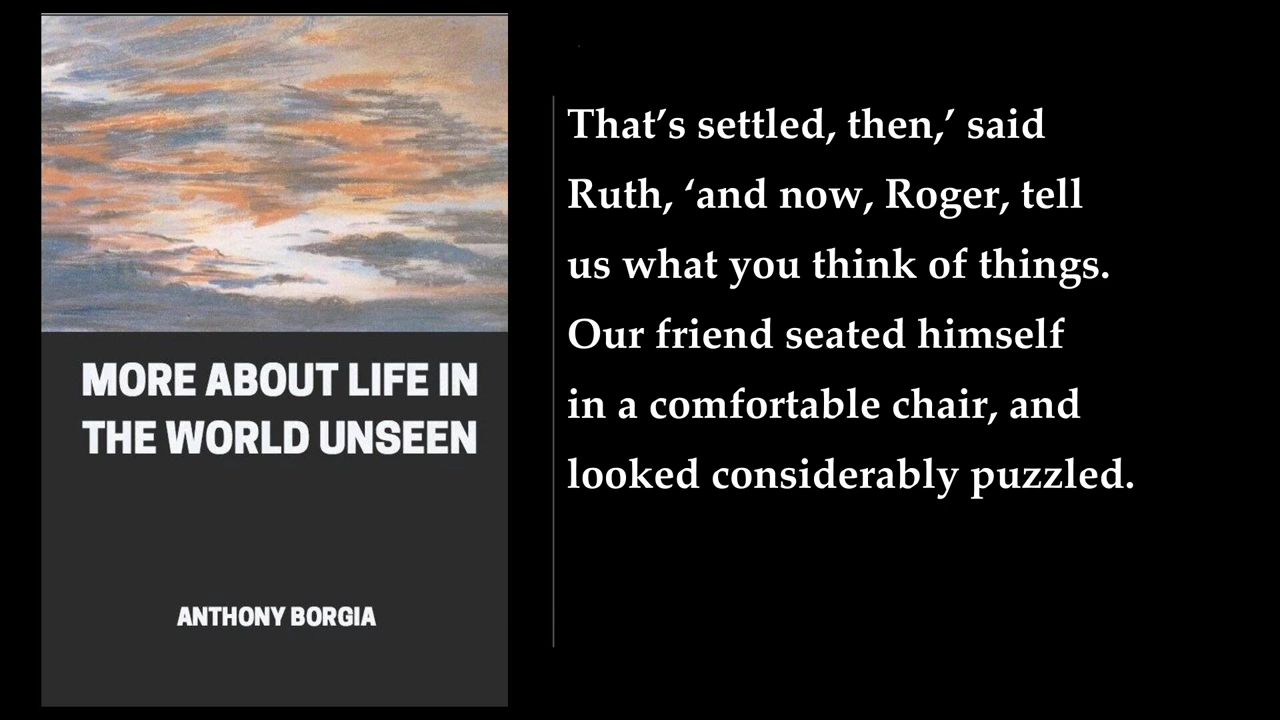 MORE ABOUT LIFE IN
THE WORLD UNSEEN
ANTHONY BORGIA
That’s settled, then,’ said
Ruth, ‘and now, Roger, tell
us what you think of things.
Our friend seated himself
in a comfortable chair, and
looked considerably puzzled.